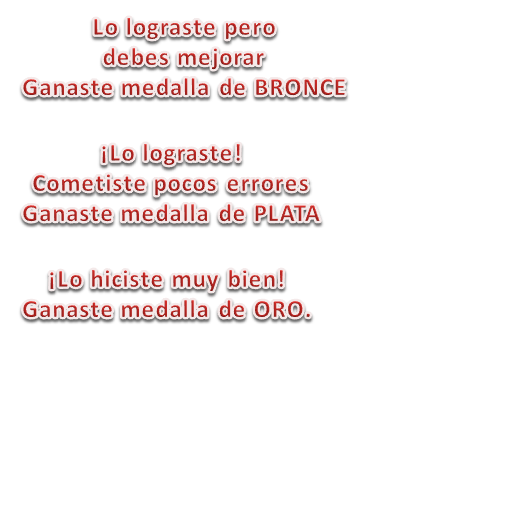 Lo lograste pero
debes mejorar
Ganaste medalla de BRONCE
¡Lo lograste!
Cometiste pocos errores
Ganaste medalla de PLATA
¡Lo hiciste muy bien!
Ganaste medalla de ORO.